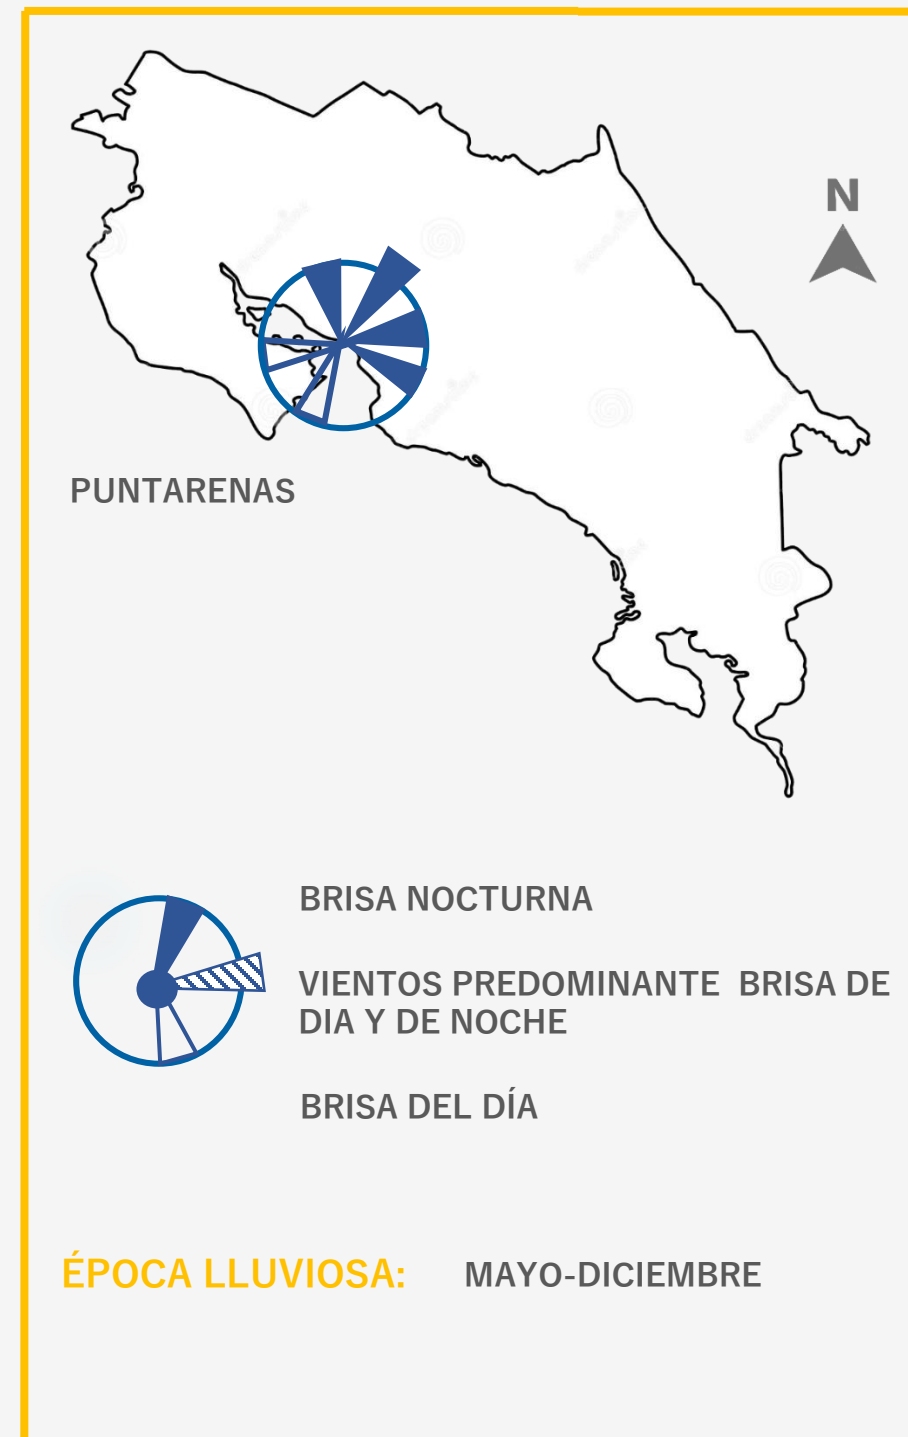 N
PUNTARENAS
BRISA NOCTURNA
VIENTOS PREDOMINANTE BRISA DE
DIA Y DE NOCHE
BRISA DEL DÍA
ÉPOCA LLUVIOSA: MAYO-DICIEMBRE